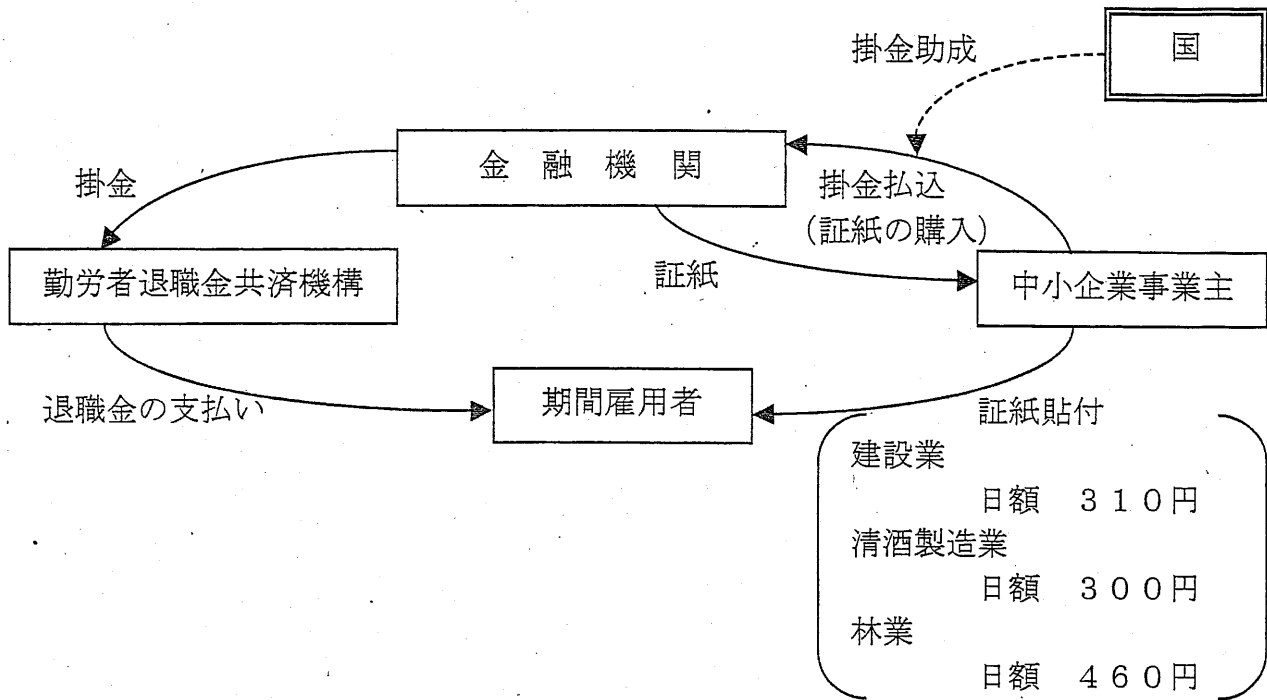 国
掛金助成
金融機関
掛金
掛金払込
（証紙の購入）
勤労者退職金共済機構
証紙
中小企業事業主
退職金の支払い
期間雇用者
証紙貼付
建設業
日額　３１０円
清酒製造業
日額　３００円
林業
日額　４６０円